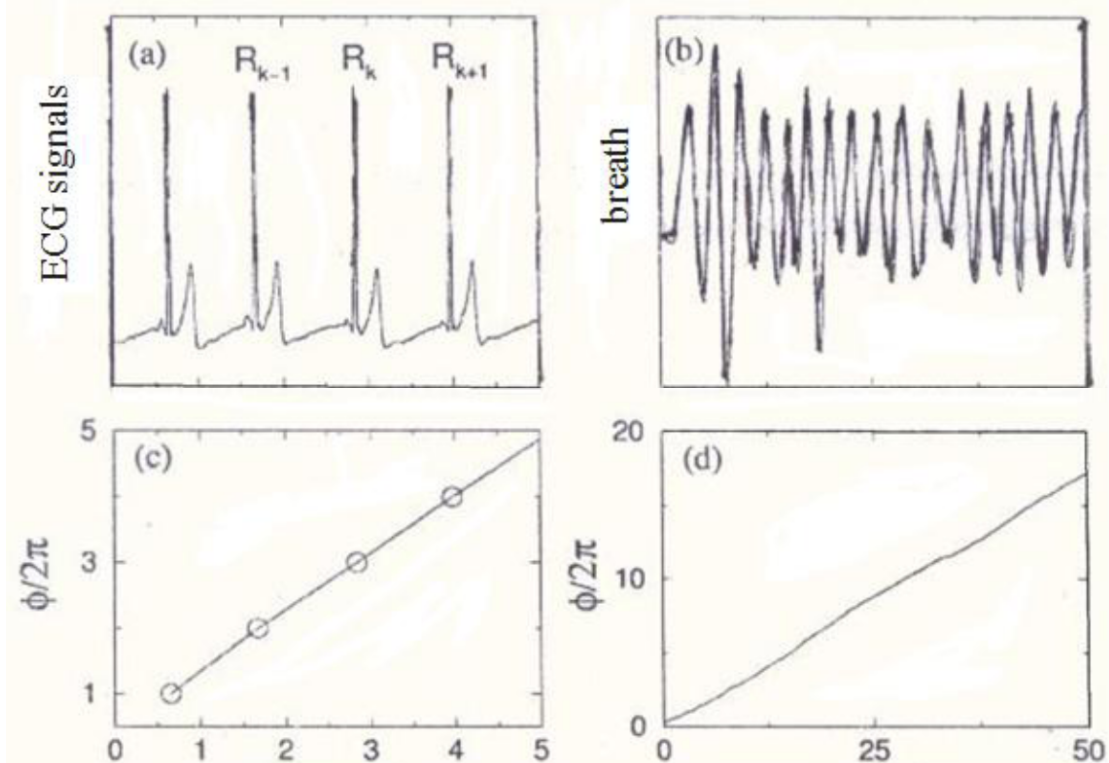 (a)
R_{k-1}
R_k
R_{k+1}
ECG signals
(b)
breath
(c)
5
3
1
ϕ/2π
0 1 2 3 4 5
(d)
20
10
0
ϕ/2π
0 25 50